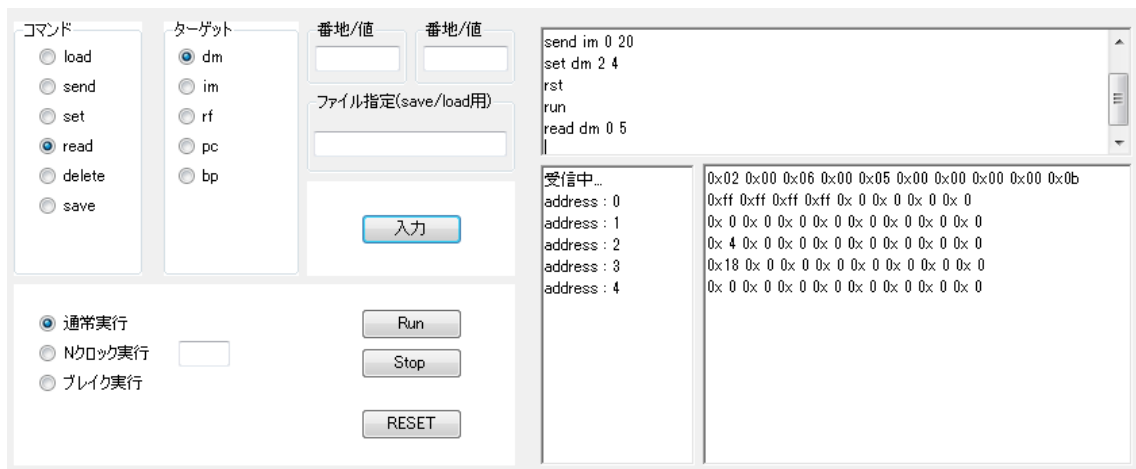 コマンド
load
send
set
read
delete
save
ターゲット
dm
im
rf
pc
bp
番地/値
番地/値
ファイル指定(save/load用)
入力
通常実行
Nクロック実行
ブレイク実行
Run
Stop
RESET
send im 0 20
set dm 2 4
rst
run
read dm 0 5
受信中...
address : 0
address : 1
address : 2
address : 3
address : 4
0x02 0x00 0x06 0x00 0x05 0x00 0x00 0x00 0x00 0x0b
0xff 0xff 0xff 0xff 0x 0 0x 0 0x 0 0x 0
0x 0 0x 0 0x 0 0x 0 0x 0 0x 0 0x 0 0x 0
0x 4 0x 0 0x 0 0x 0 0x 0 0x 0 0x 0 0x 0
0x18 0x 0 0x 0 0x 0 0x 0 0x 0 0x 0 0x 0
0x 0 0x 0 0x 0 0x 0 0x 0 0x 0 0x 0 0x 0